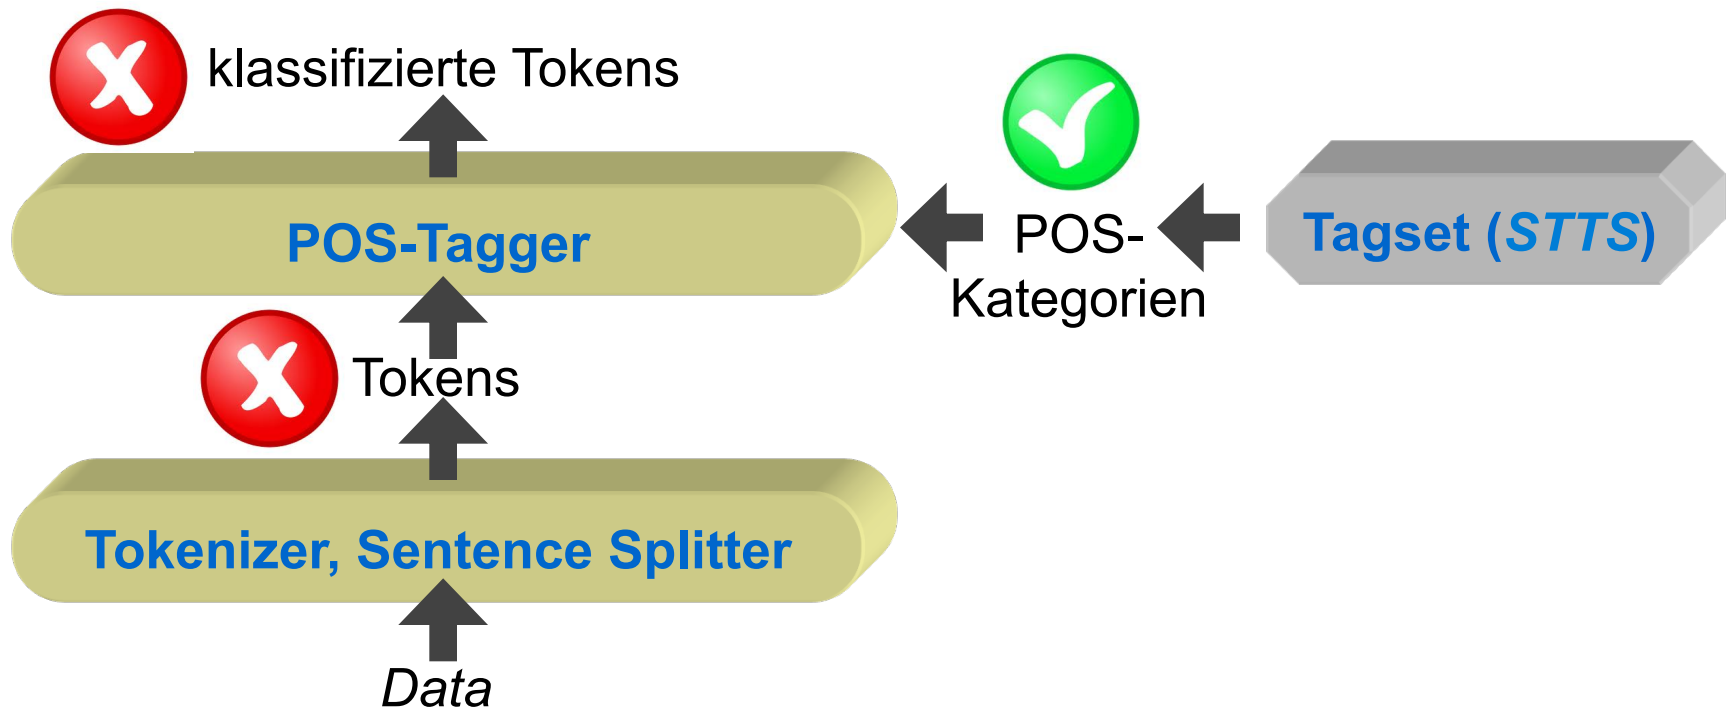 klassifizierte Tokens
POS-Tagger
POS-
Kategorien
Tagset (STTS)
Tokens
Tokenizer, Sentence Splitter
Data